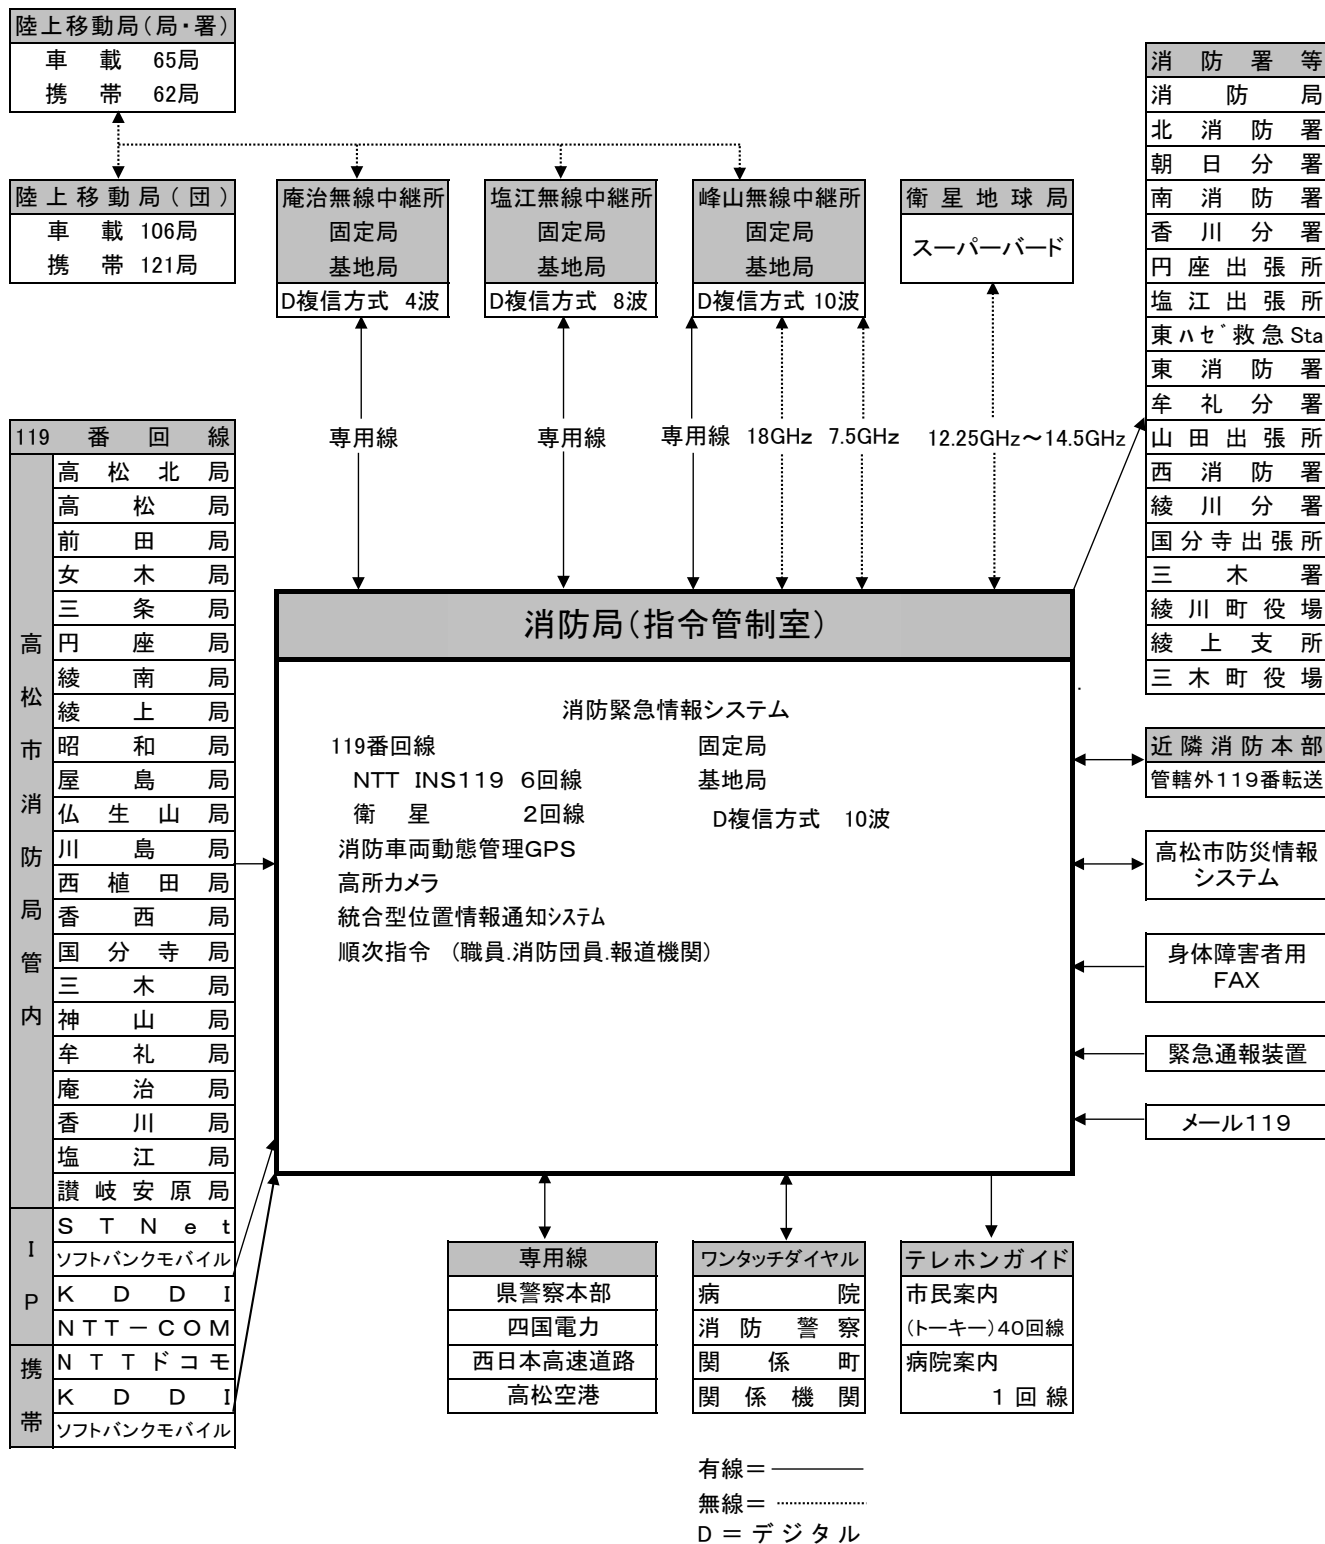 陸上移動局(局・署)
車載 65局
携帯 62局
陸上移動局(団)
車載 106局
携帯 121局
庵治無線中継所
固定局
基地局
D複信方式 4波
塩江無線中継所
固定局
基地局
D複信方式 8波
峰山無線中継所
固定局
基地局
D複信方式 10波
衛星地球局
スーパーバード
専用線
専用線
専用線
18GHz
7.5GHz
12.25GHz～14.5GHz
消防署等
消防局
北消防署
朝日分署
南消防署
香川分署
円座出張所
塩江出張所
東ハゼ救急Sta
東消防署
牟礼分署
山田出張所
西消防署
綾川分署
国分寺出張所
三木署
綾川町役場
綾上支所
三木町役場
119番回線
高松市消防局管内
高松北局
高松局
前田局
女木局
三条局
円座局
綾南局
綾上局
昭和局
屋島局
仏生山局
川島局
西植田局
香西局
国分寺局
三木局
神山局
牟礼局
庵治局
香川局
塩江局
讃岐安原局
IP
STNet
ソフトバンクモバイル
KDDI
NTT－COM
携帯
NTTドコモ
KDDI
ソフトバンクモバイル
消防局(指令管制室)
消防緊急情報システム
119番回線
NTT INS119 6回線
衛星 2回線
消防車両動態管理GPS
高所カメラ
統合型位置情報通知システム
順次指令 (職員.消防団員.報道機関)
固定局
基地局
D複信方式 10波
近隣消防本部
管轄外119番転送
高松市防災情報
システム
身体障害者用
FAX
緊急通報装置
メール119
専用線
県警察本部
四国電力
西日本高速道路
高松空港
ワンタッチダイヤル
病院
消防警察
関係町
関係機関
テレホンガイド
市民案内
(トーキー)40回線
病院案内
1回線
有線＝
無線＝
D＝デジタル